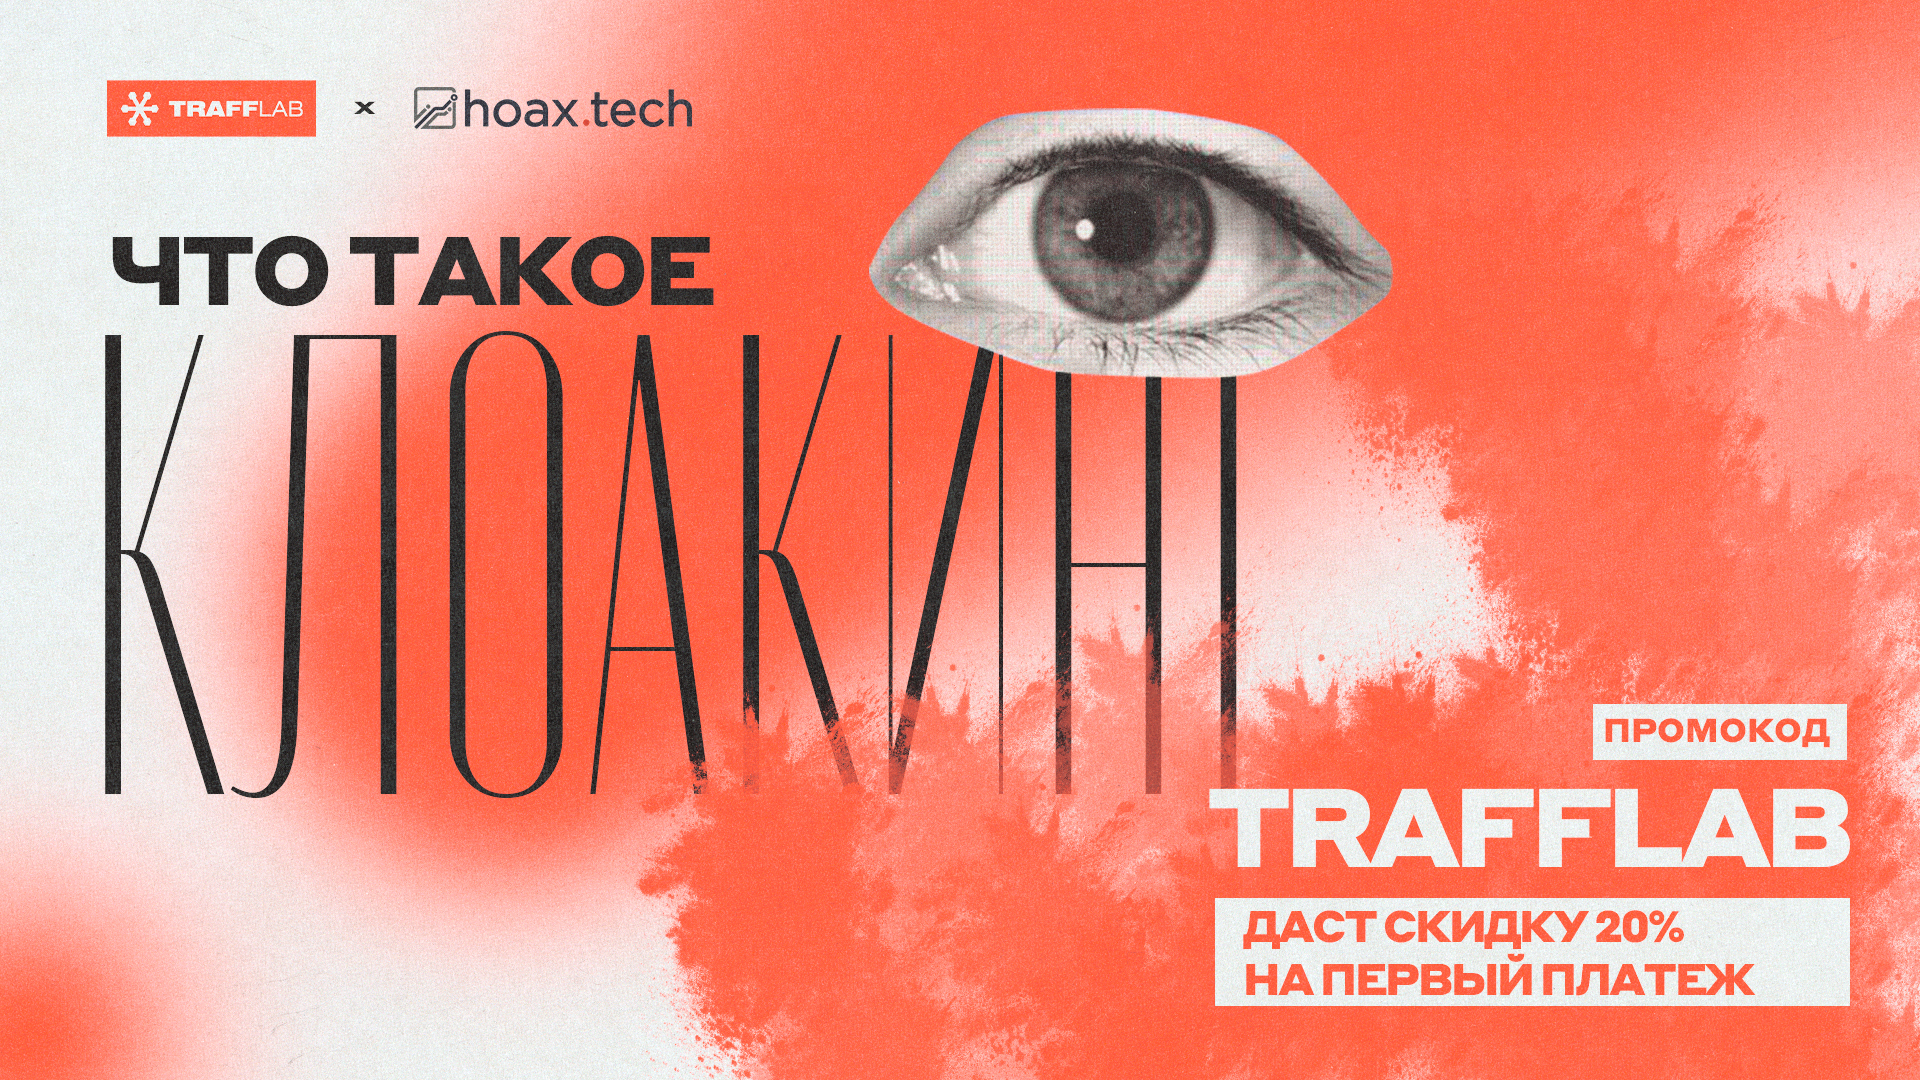 TRAFFLAB x hoax.tech
ЧТО ТАКОЕ
КЛОАКИНГ
ПРОМОКОД
TRAFFLAB
ДАСТ СКИДКУ 20%
НА ПЕРВЫЙ ПЛАТЕЖ